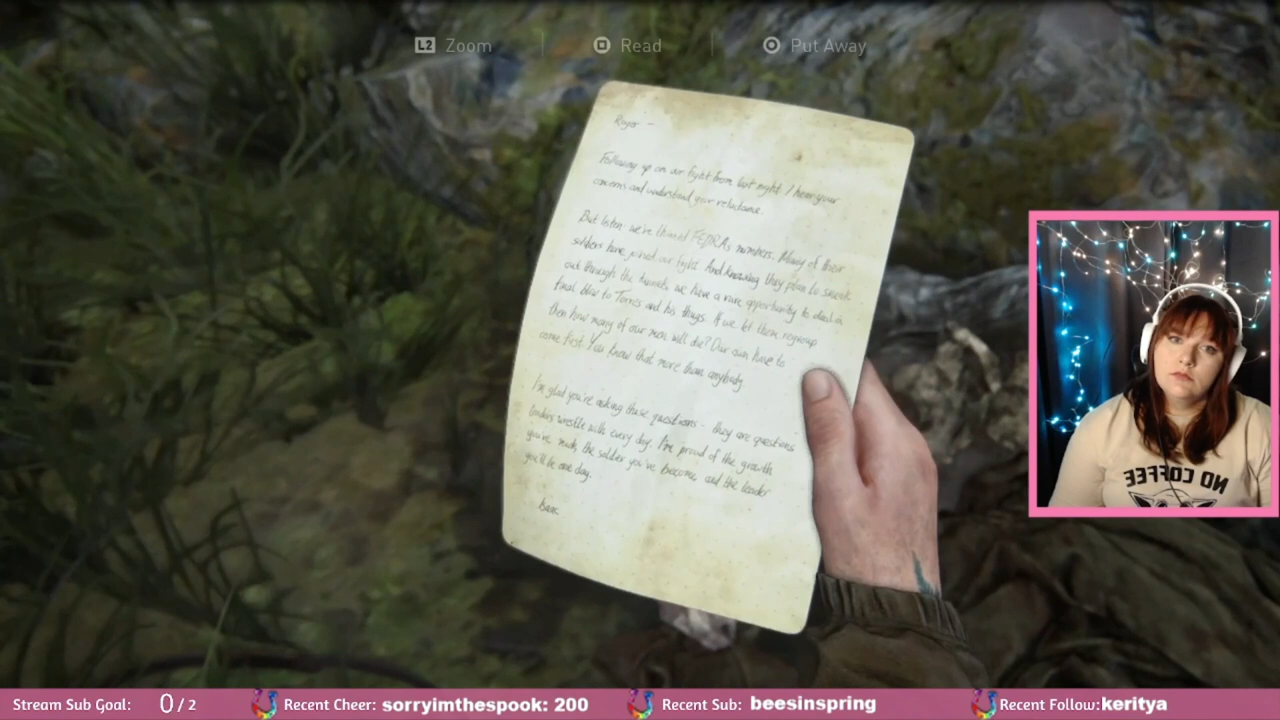 L2 Zoom
Read
Put Away
Roger -
Following up on our fight from last night. I hear your
concerns and understand your reluctance.
But listen - we've thinned FEDRAs numbers. Many of their
soldiers have joined our fight. And knowing they plan to sneak
out through the tunnels, we have a rare opportunity to deal a
final blow to Torres and his thugs. If we let them regroup
then how many of our men will die? Our own have to
come first. You know that more than anybody.
I'm glad you're asking these questions - they are questions
leaders wrestle with every day. I'm proud of the growth
you've made, the soldier you've become, and the leader
you'll be one day.
Isaac
NO COFFEE
Stream Sub Goal: 0/2
Recent Cheer: sorryimthespook: 200
Recent Sub: beesinspring
Recent Follow: keritya